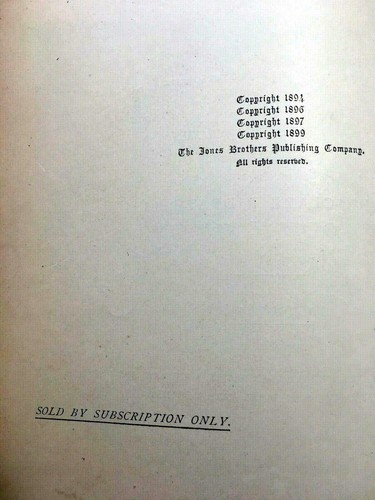 Copyright 1894
Copyright 1896
Copyright 1897
Copyright 1899
The Jones Brothers Publishing Company.
All rights reserved.
SOLD BY SUBSCRIPTION ONLY.